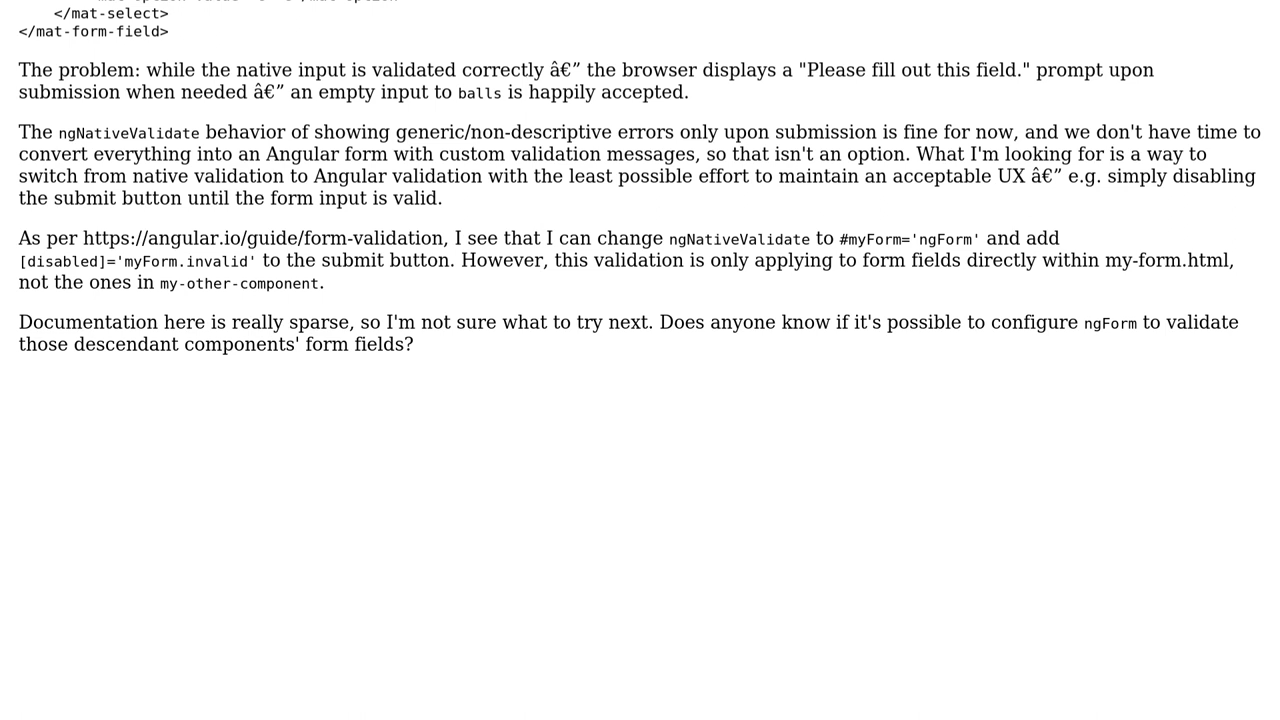 </mat-select>
</mat-form-field>
The problem: while the native input is validated correctly â€” the browser displays a "Please fill out this field." prompt upon
submission when needed â€” an empty input to balls is happily accepted.
The ngNativeValidate behavior of showing generic/non-descriptive errors only upon submission is fine for now, and we don't have time to
convert everything into an Angular form with custom validation messages, so that isn't an option. What I'm looking for is a way to
switch from native validation to Angular validation with the least possible effort to maintain an acceptable UX â€” e.g. simply disabling
the submit button until the form input is valid.
As per https://angular.io/guide/form-validation, I see that I can change ngNativeValidate to #myForm='ngForm' and add
[disabled]='myForm.invalid' to the submit button. However, this validation is only applying to form fields directly within my-form.html,
not the ones in my-other-component.
Documentation here is really sparse, so I'm not sure what to try next. Does anyone know if it's possible to configure ngForm to validate
those descendant components' form fields?